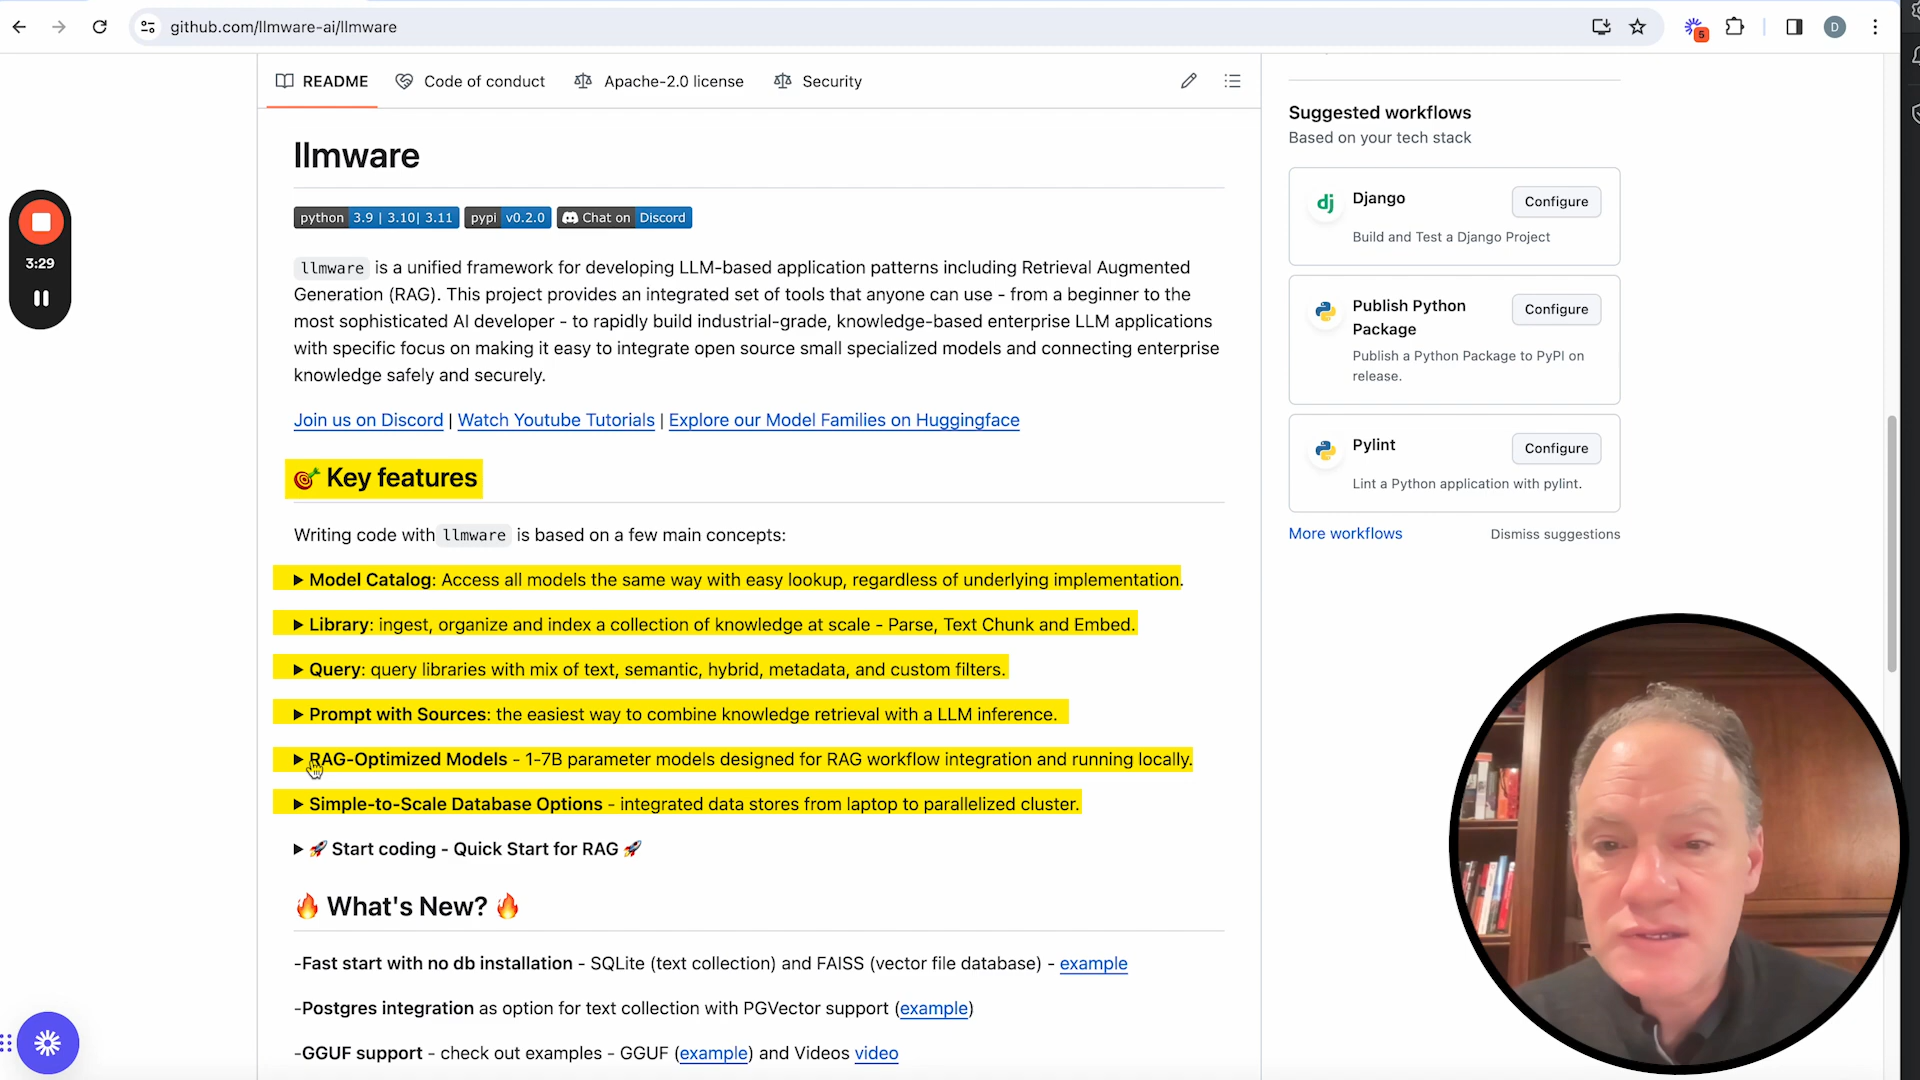 github.com/llmware-ai/llmware
5
D
README
Code of conduct
Apache-2.0 license
Security
3:29
llmware
python 3.9 | 3.10| 3.11
pypi v0.2.0
Chat on Discord
llmware is a unified framework for developing LLM-based application patterns including Retrieval Augmented
Generation (RAG). This project provides an integrated set of tools that anyone can use - from a beginner to the
most sophisticated AI developer - to rapidly build industrial-grade, knowledge-based enterprise LLM applications
with specific focus on making it easy to integrate open source small specialized models and connecting enterprise
knowledge safely and securely.
Join us on Discord | Watch Youtube Tutorials | Explore our Model Families on Huggingface
🎯 Key features
Writing code with llmware is based on a few main concepts:
▶ Model Catalog: Access all models the same way with easy lookup, regardless of underlying implementation.
▶ Library: ingest, organize and index a collection of knowledge at scale - Parse, Text Chunk and Embed.
▶ Query: query libraries with mix of text, semantic, hybrid, metadata, and custom filters.
▶ Prompt with Sources: the easiest way to combine knowledge retrieval with a LLM inference.
▶ RAG-Optimized Models - 1-7B parameter models designed for RAG workflow integration and running locally.
▶ Simple-to-Scale Database Options - integrated data stores from laptop to parallelized cluster.
▶ 🚀 Start coding - Quick Start for RAG 🚀
🔥 What's New? 🔥
-Fast start with no db installation - SQLite (text collection) and FAISS (vector file database) - example
-Postgres integration as option for text collection with PGVector support (example)
-GGUF support - check out examples - GGUF (example) and Videos video
Suggested workflows
Based on your tech stack
dj
Django
Configure
Build and Test a Django Project
Publish Python
Package
Configure
Publish a Python Package to PyPI on
release.
Pylint
Configure
Lint a Python application with pylint.
More workflows
Dismiss suggestions